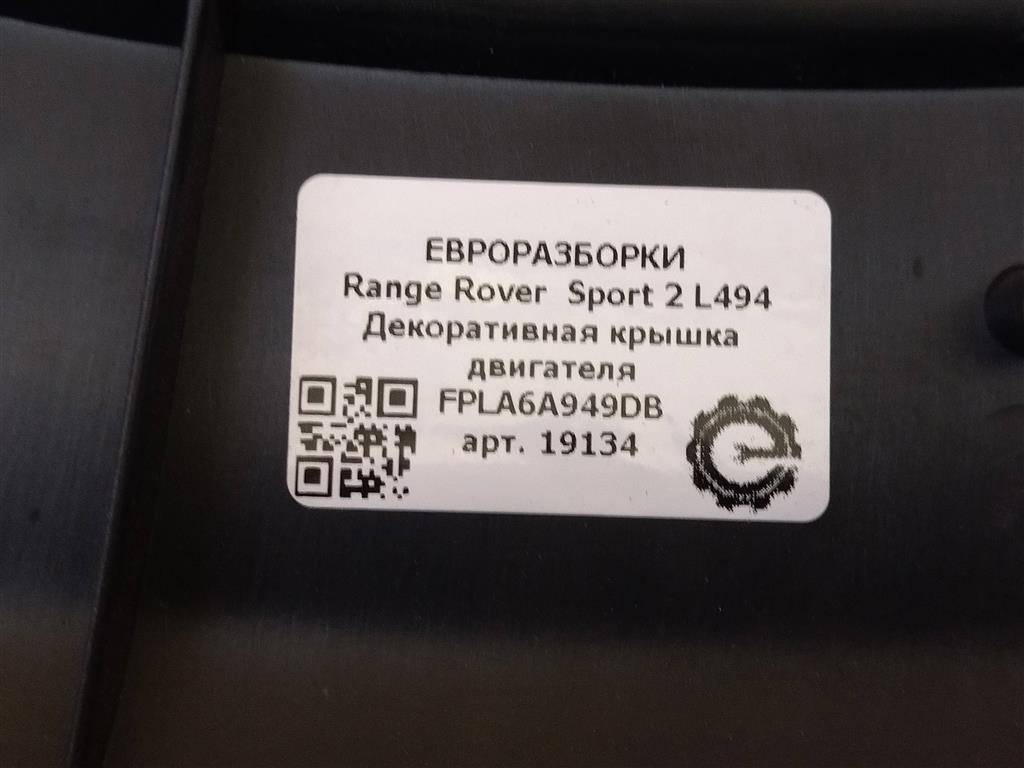 ЕВРОРАЗБОРКИ
Range Rover Sport 2 L494
Декоративная крышка
двигателя
FPLA6A949DB
арт. 19134